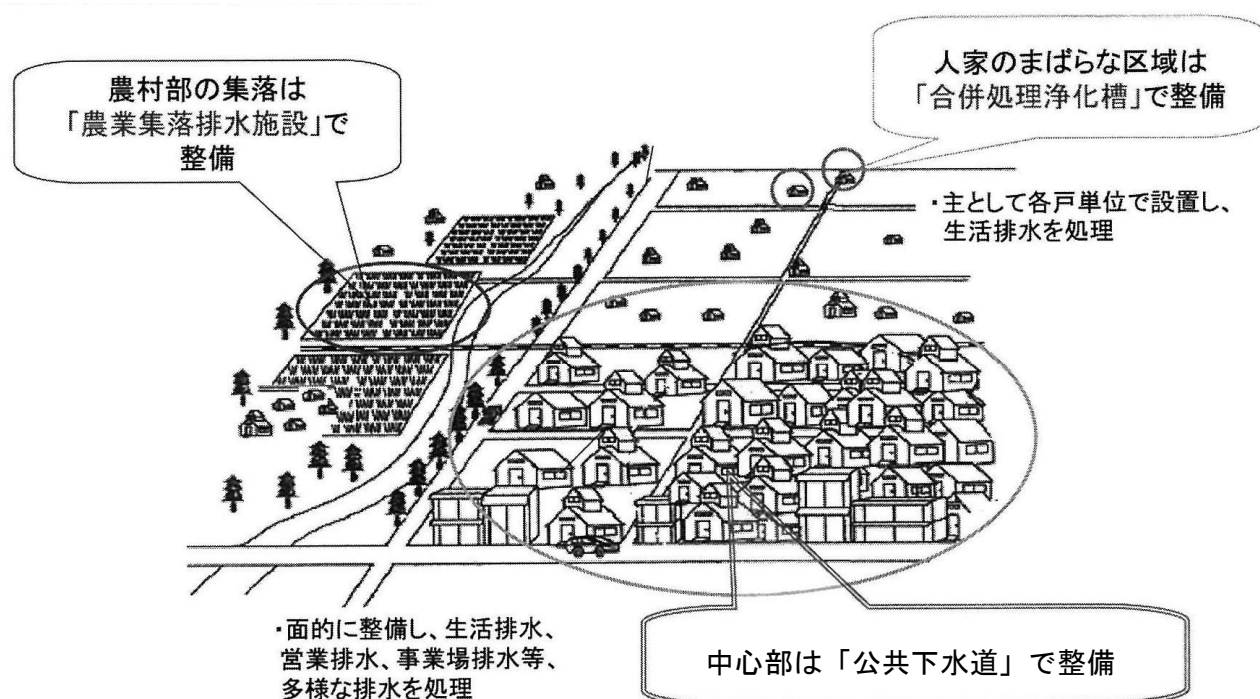 農村部の集落は
「農業集落排水施設」で
整備
人家のまばらな区域は
「合併処理浄化槽」で整備
・主として各戸単位で設置し、
生活排水を処理
・面的に整備し、生活排水、
営業排水、事業場排水等、
多様な排水を処理
中心部は「公共下水道」で整備